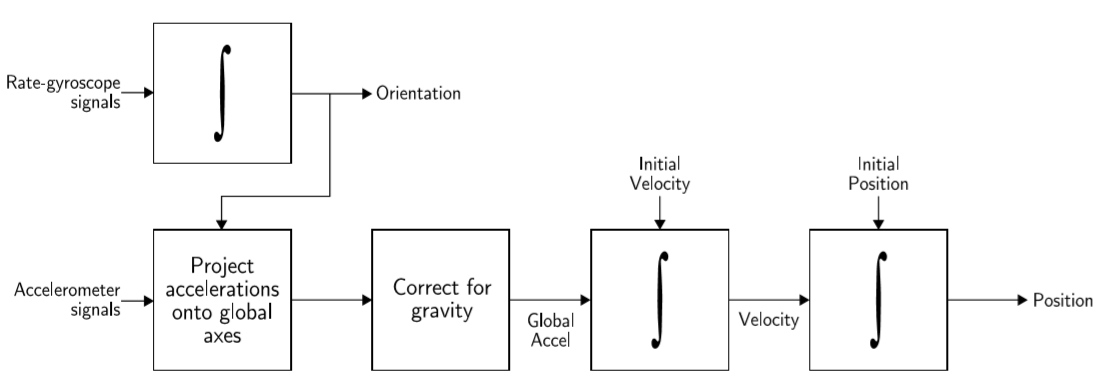 Rate-gyroscope
signals
∫
Orientation
Initial
Velocity
Initial
Position
Accelerometer
signals
Project
accelerations
onto global
axes
Correct for
gravity
Global
Accel
∫
Velocity
∫
Position